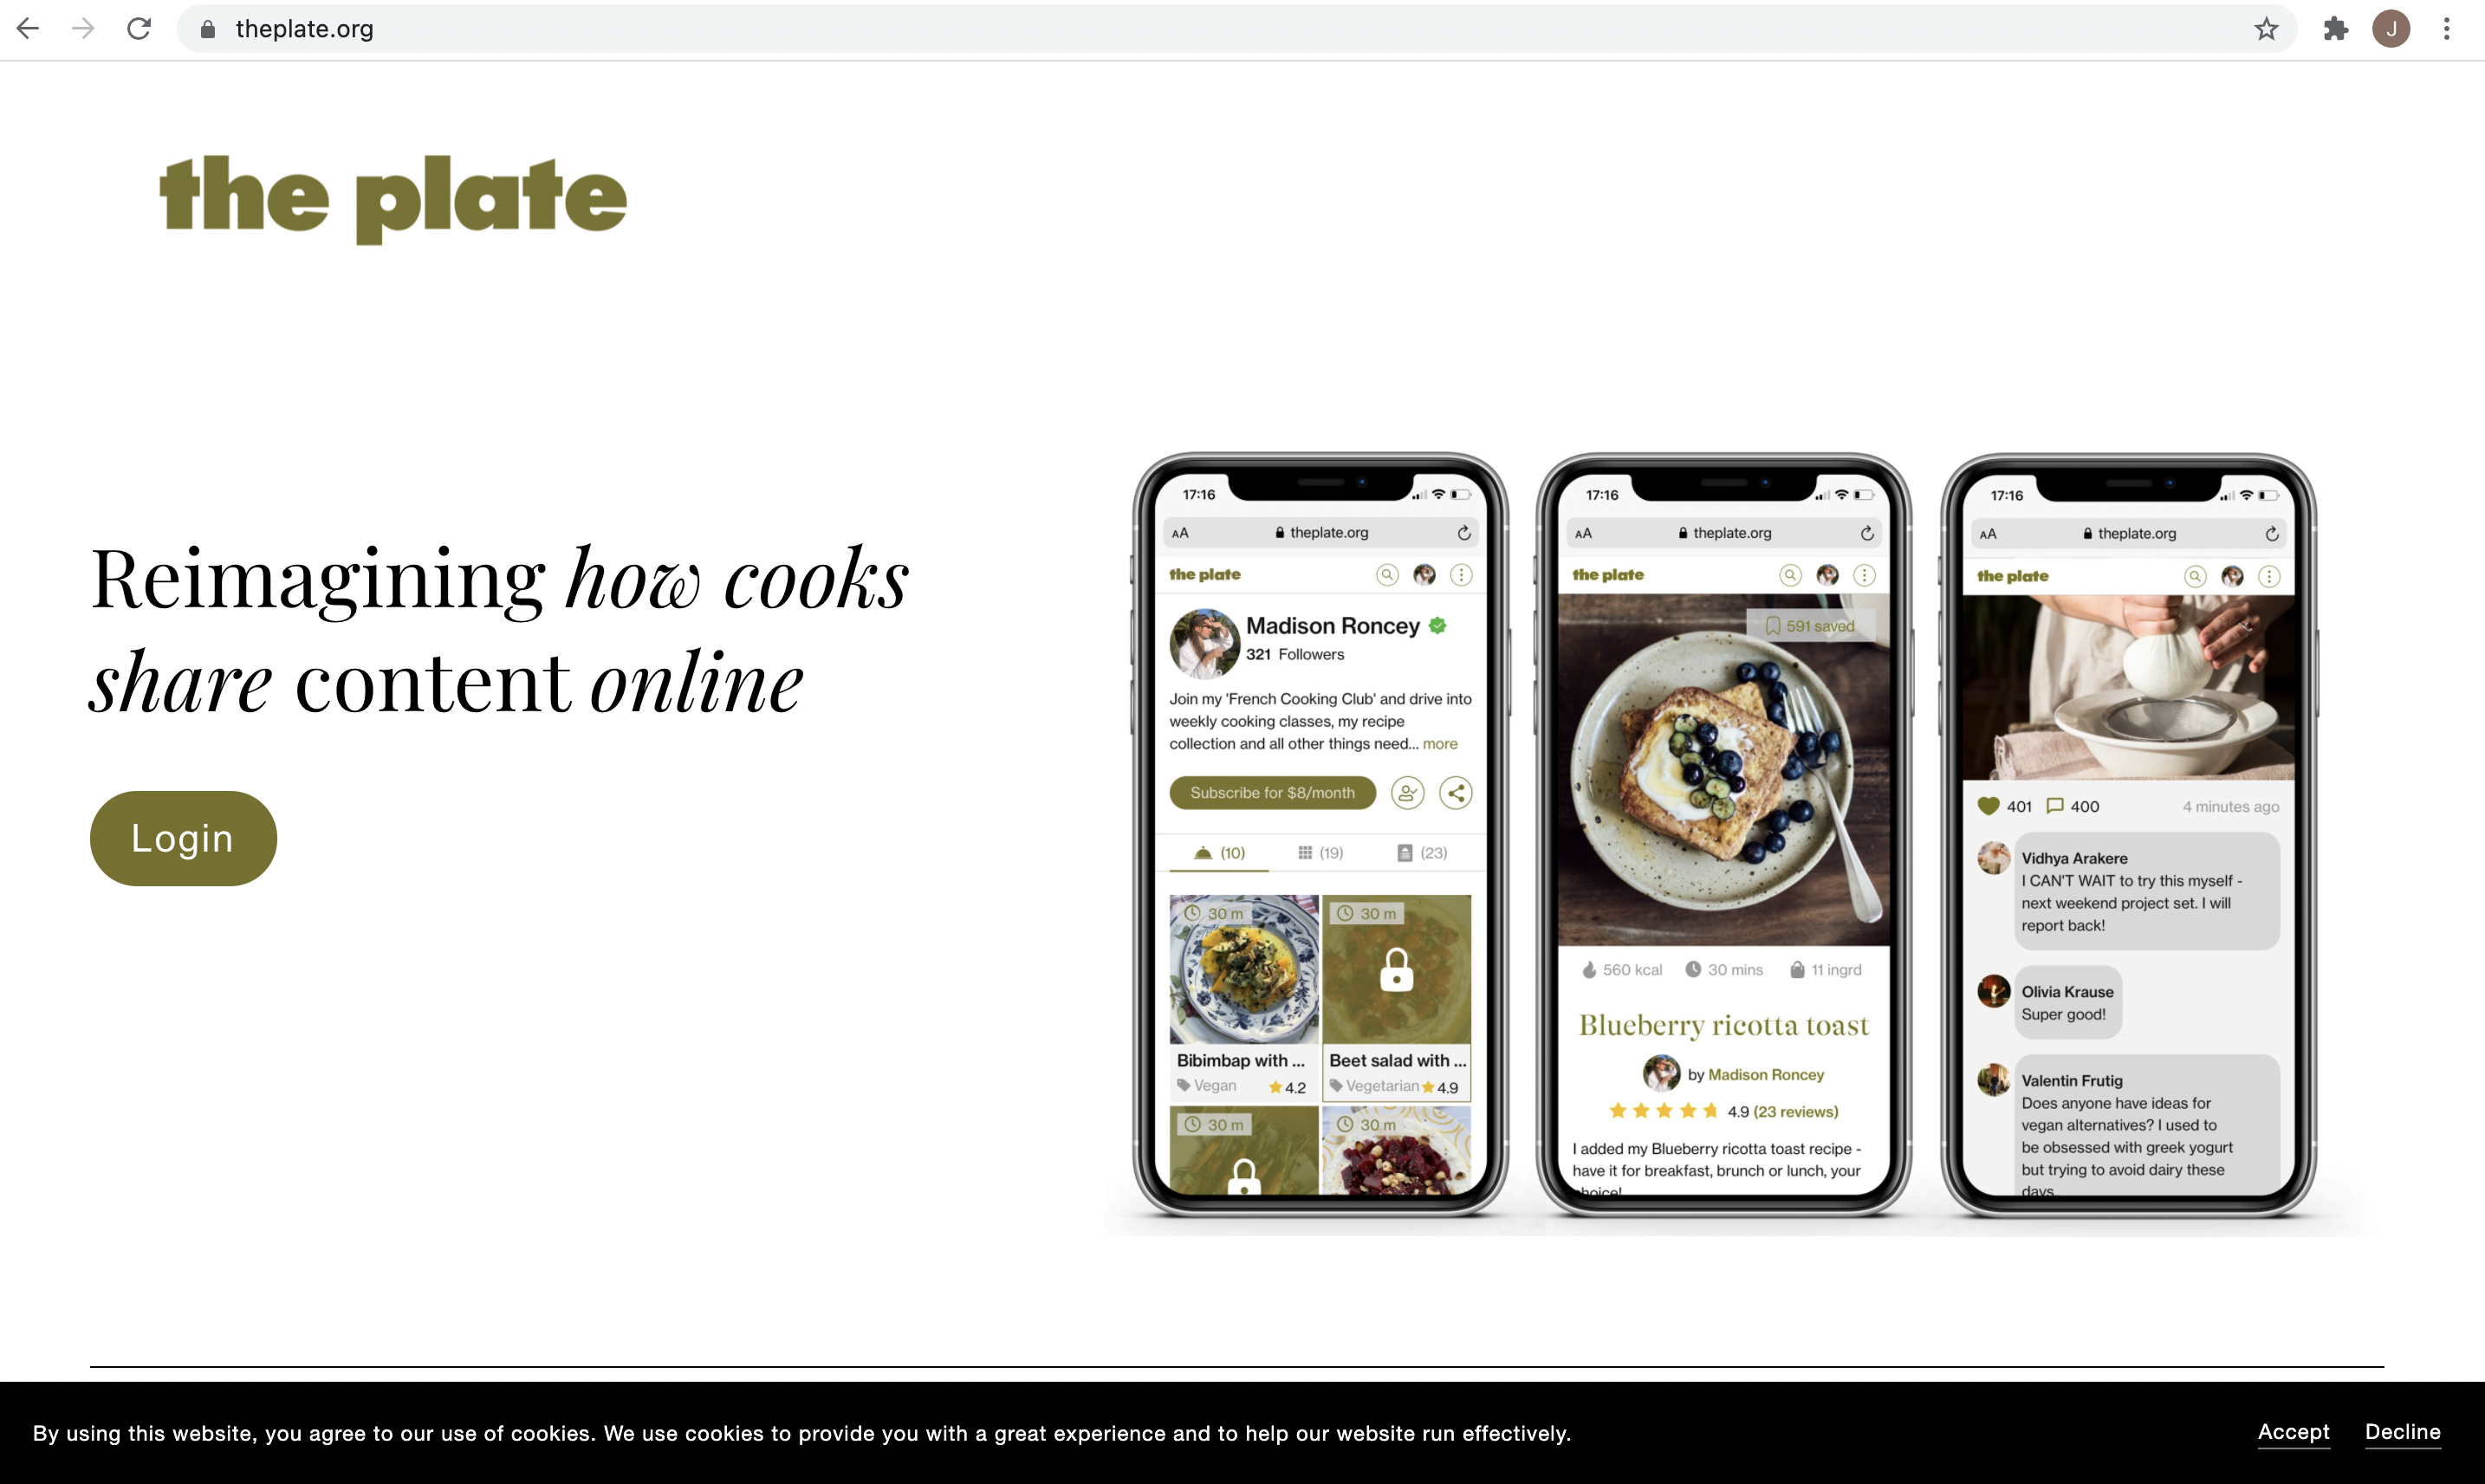 theplate.org
J
the plate
Reimagining how cooks
share content online
Login
17:16
AA theplate.org
the plate
Madison Roncey
321 Followers
Join my 'French Cooking Club' and drive into
weekly cooking classes, my recipe
collection and all other things need... more
Subscribe for $8/month
(10) (19) (23)
30 m 30 m
Bibimbap with ... Beet salad with ...
Vegan 4.2 Vegetarian 4.9
30 m 30 m
17:16
AA theplate.org
the plate
591 saved
560 kcal 30 mins 11 ingrd
Blueberry ricotta toast
by Madison Roncey
4.9 (23 reviews)
I added my Blueberry ricotta toast recipe -
have it for breakfast, brunch or lunch, your
choice!
17:16
AA theplate.org
the plate
401 400 4 minutes ago
Vidhya Arakere
I CAN'T WAIT to try this myself -
next weekend project set. I will
report back!
Olivia Krause
Super good!
Valentin Frutig
Does anyone have ideas for
vegan alternatives? I used to
be obsessed with greek yogurt
but trying to avoid dairy these
days
By using this website, you agree to our use of cookies. We use cookies to provide you with a great experience and to help our website run effectively.
Accept Decline